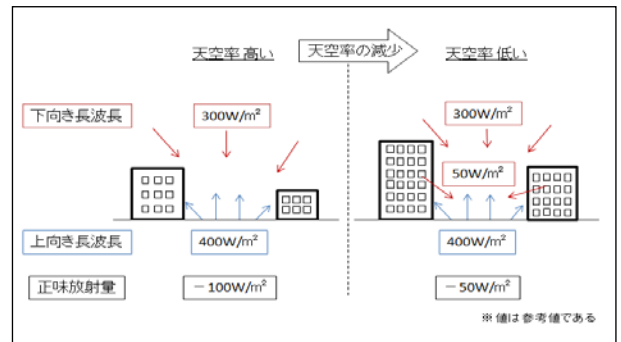 天空率 高い
天空率の減少
天空率 低い
下向き長波長
300W/m²
300W/m²
50W/m²
上向き長波長
400W/m²
400W/m²
正味放射量
－100W/m²
－50W/m²
※ 値は参考値である